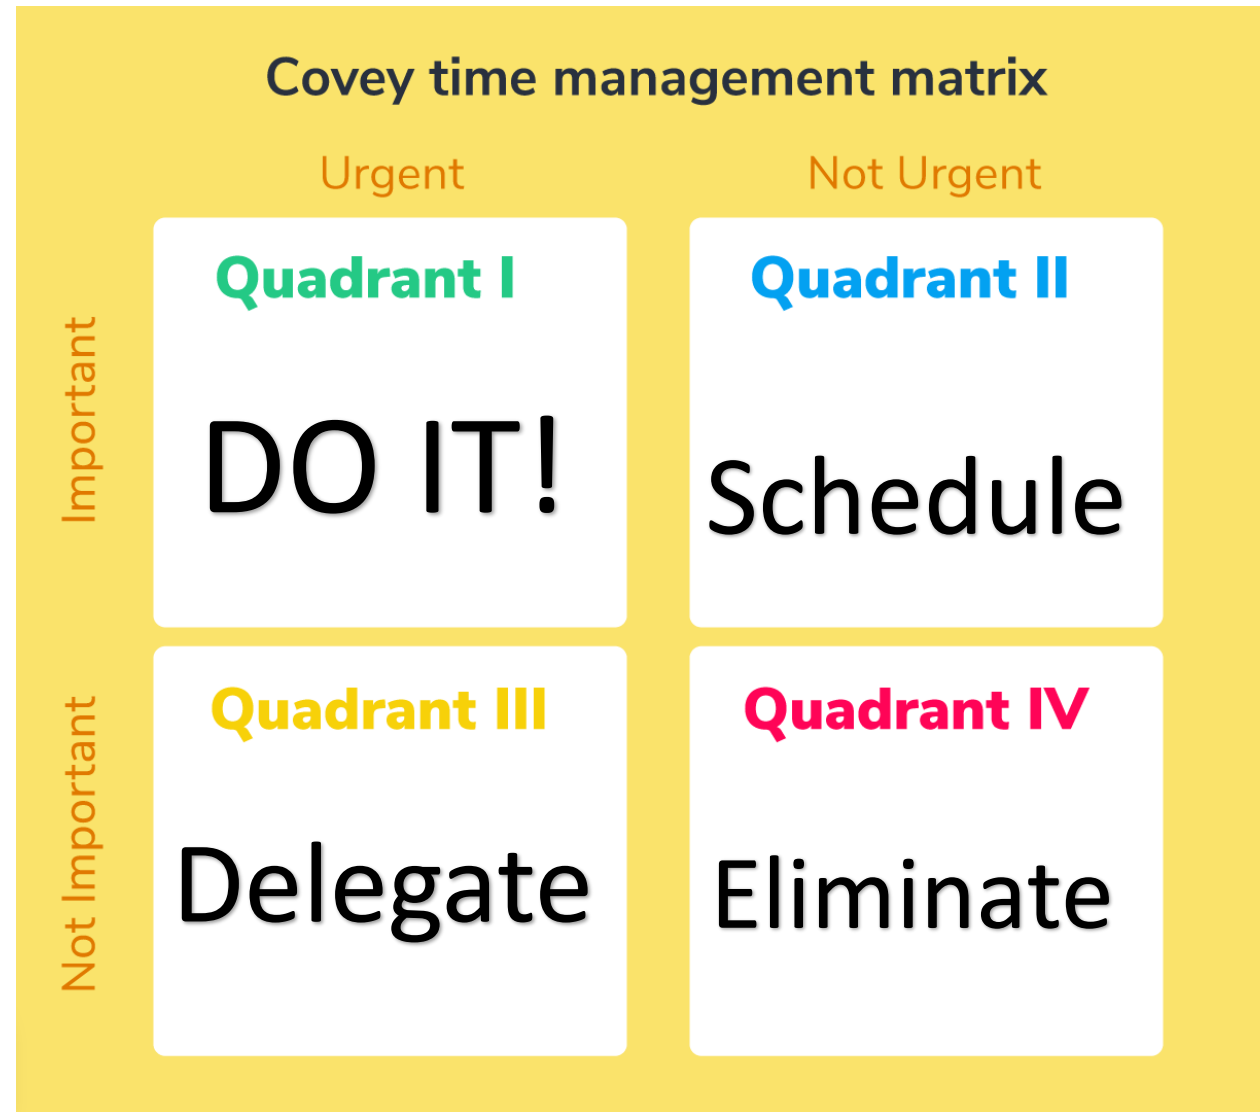 Covey time management matrix
Urgent
Not Urgent
Important
Quadrant I
DO IT!
Quadrant II
Schedule
Not Important
Quadrant III
Delegate
Quadrant IV
Eliminate